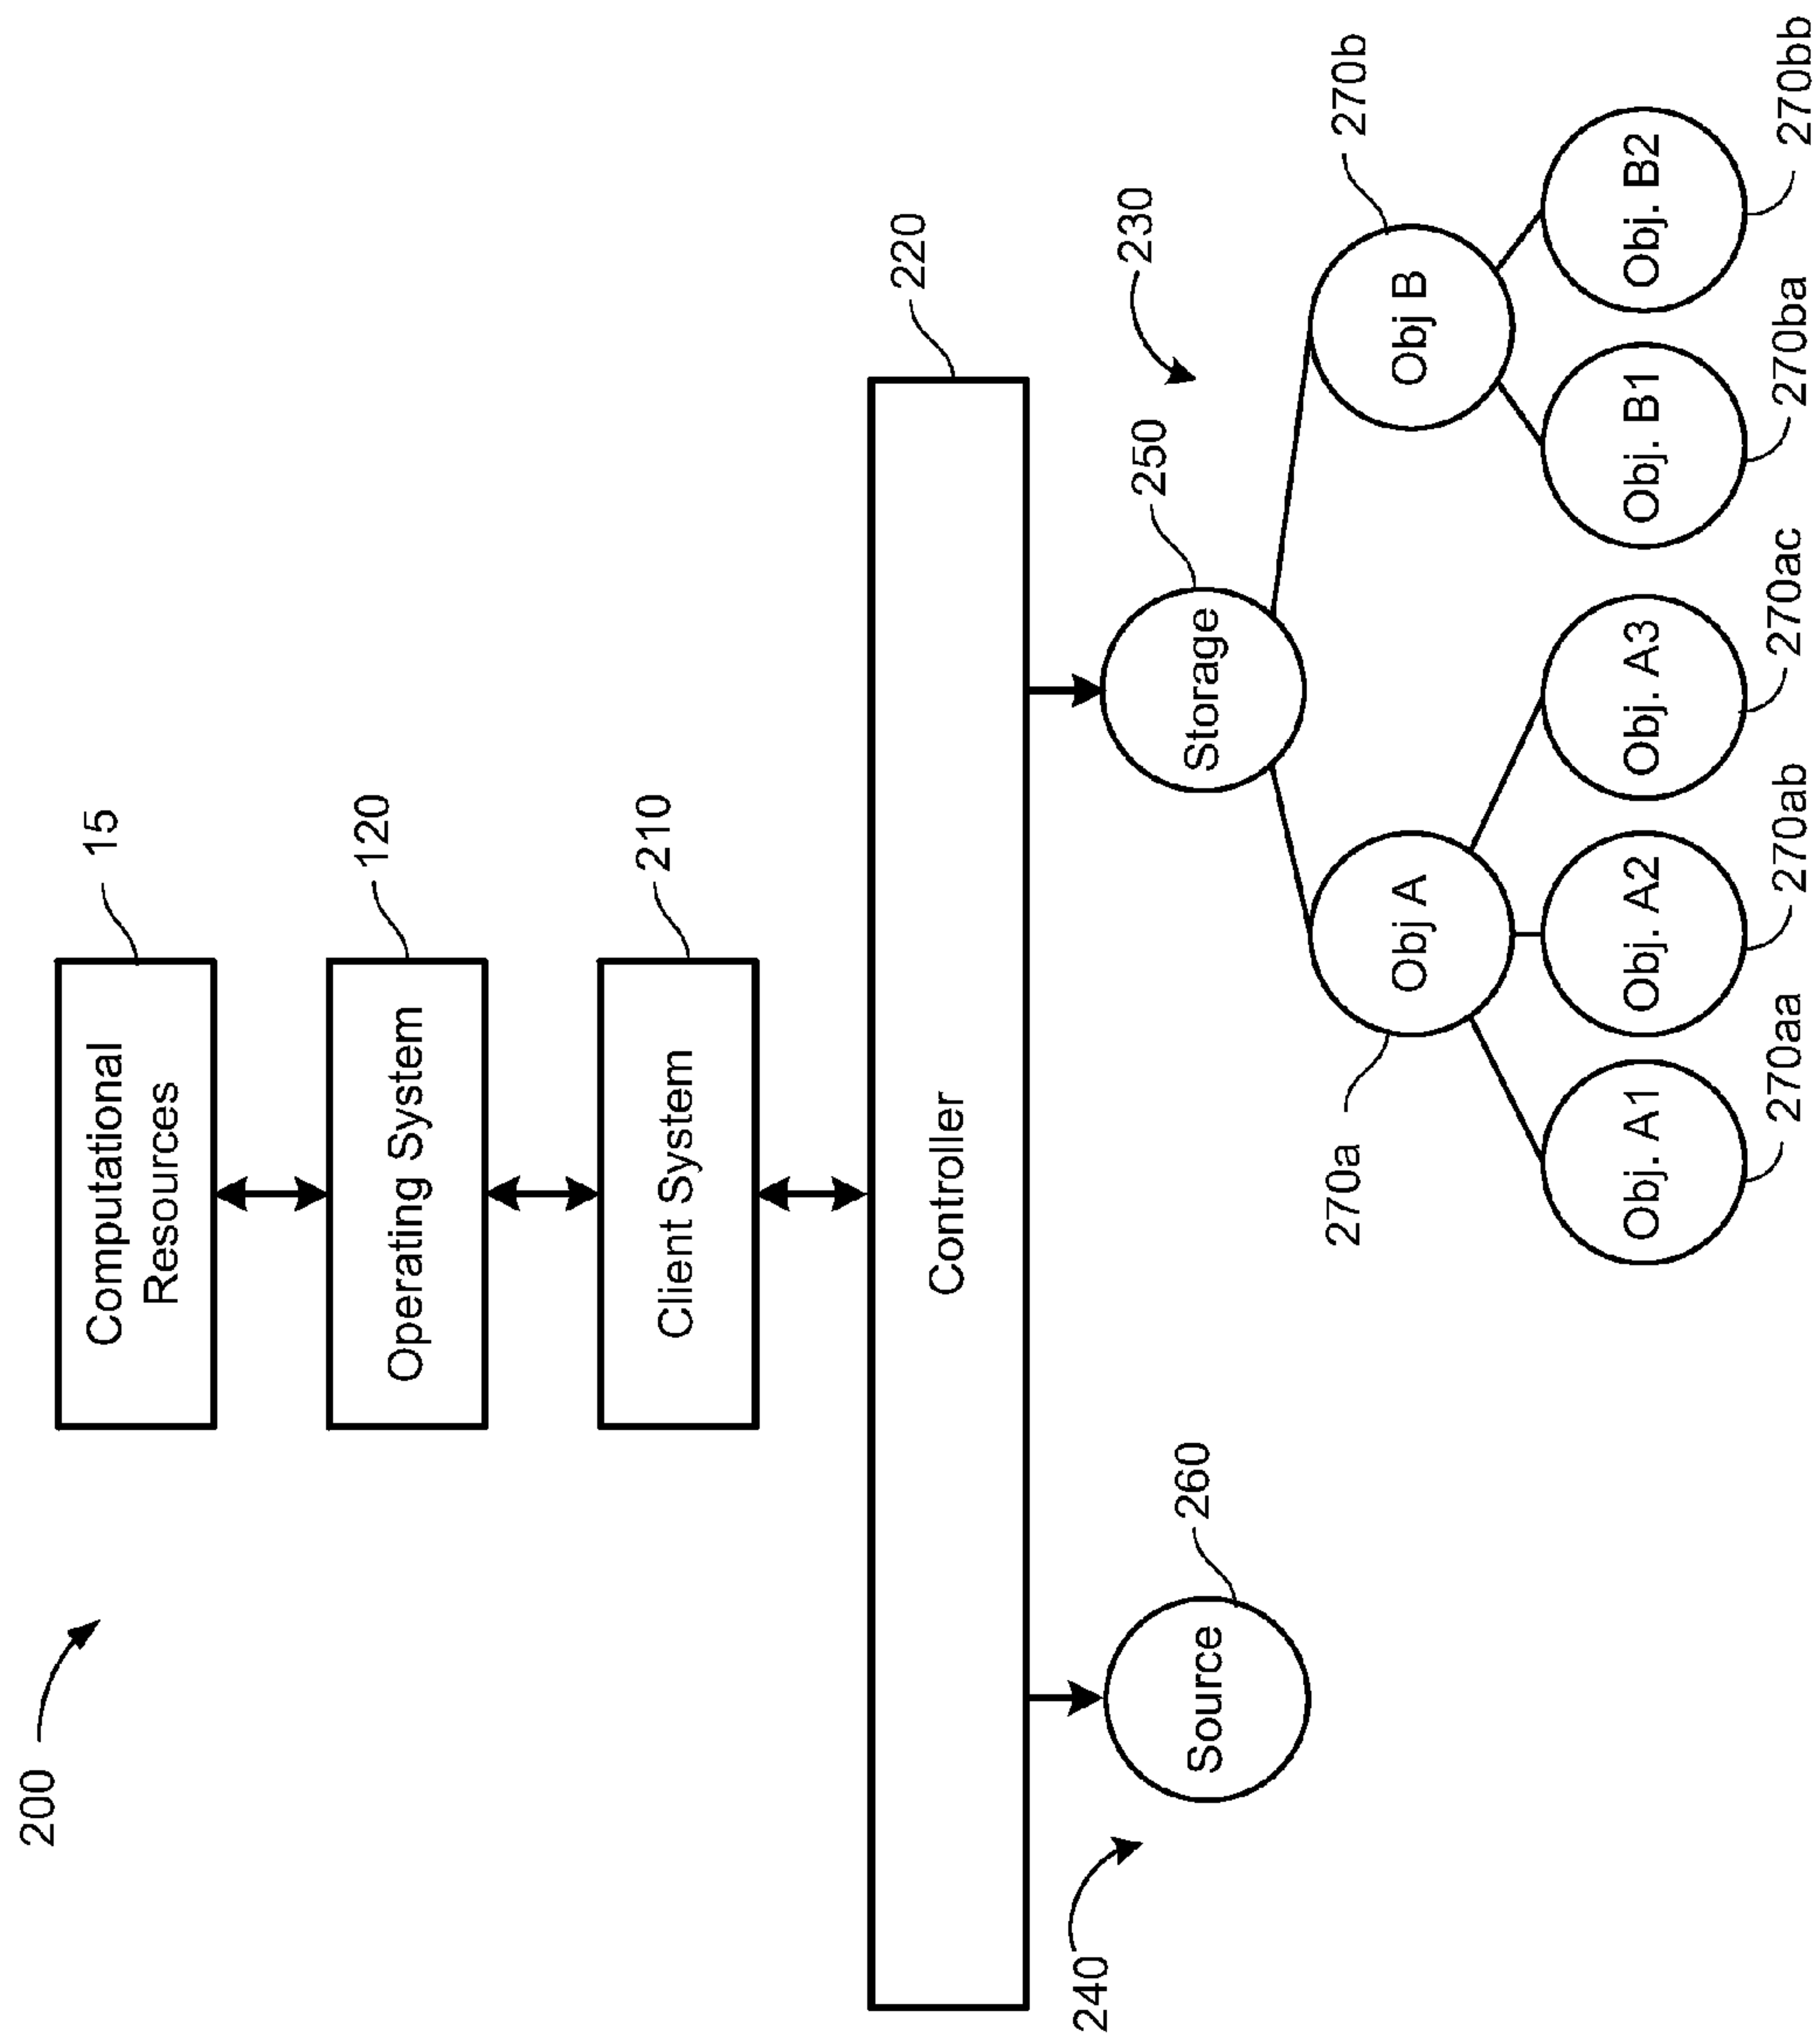 200
Computational
Resources
15
Operating System
120
Client System
210
Controller
220
240
Source
260
Storage
250
230
270a
Obj A
Obj B
270b
Obj. A1
Obj. A2
Obj. A3
Obj. B1
Obj. B2
270aa
270ab
270ac
270ba
270bb